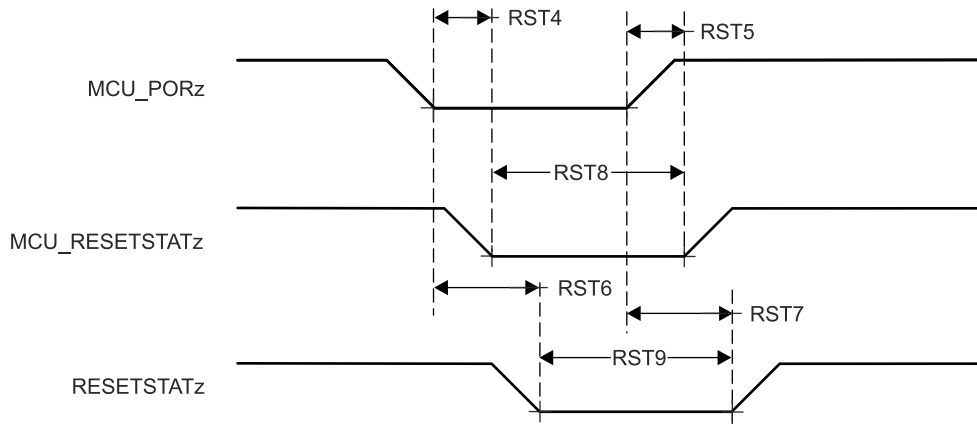 RST4
RST5
MCU_PORz
RST8
MCU_RESETSTATz
RST6
RST7
RST9
RESETSTATz